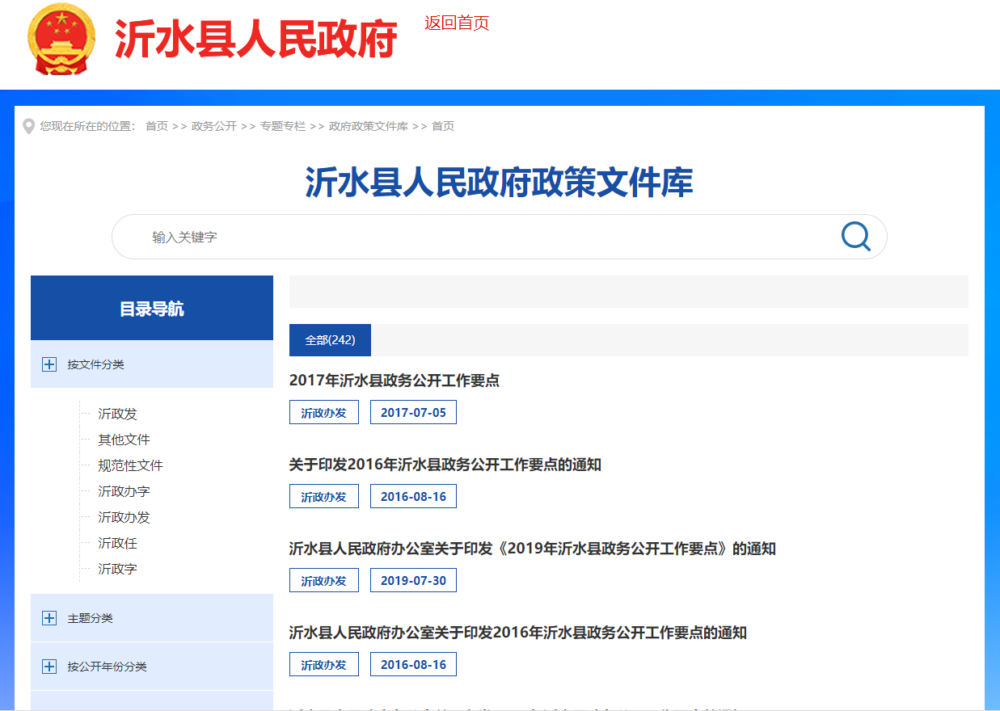 沂水县人民政府
返回首页
您现在所在的位置： 首页 >> 政务公开 >> 专题专栏 >> 政府政策文件库 >> 首页
沂水县人民政府政策文件库
输入关键字
目录导航
按文件分类
沂政发
其他文件
规范性文件
沂政办字
沂政办发
沂政任
沂政字
主题分类
按公开年份分类
全部(242)
2017年沂水县政务公开工作要点
沂政办发 2017-07-05
关于印发2016年沂水县政务公开工作要点的通知
沂政办发 2016-08-16
沂水县人民政府办公室关于印发《2019年沂水县政务公开工作要点》的通知
沂政办发 2019-07-30
沂水县人民政府办公室关于印发2016年沂水县政务公开工作要点的通知
沂政办发 2016-08-16